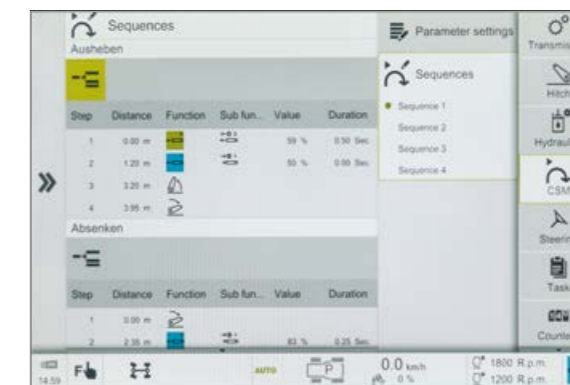 Sequences
Ausheben
Step Distance Function Sub fun... Value Duration
1 0.00 m 59 % 0.50 Sec
2 1.20 m 50 % 0.00 Sec
3 3.20 m
4 3.95 m
Absenken
Step Distance Function Sub fun... Value Duration
1 0.00 m
2 2.35 m 83 % 0.25 Sec
Parameter settings
Sequences
Sequence 1
Sequence 2
Sequence 3
Sequence 4
Transmis
Hitch
Hydraul
CSM
Steerin
Task
Counte
14:59 F AUTO P 0.0 km/h 0 % 1800 R.p.m.
1200 R.p.m.